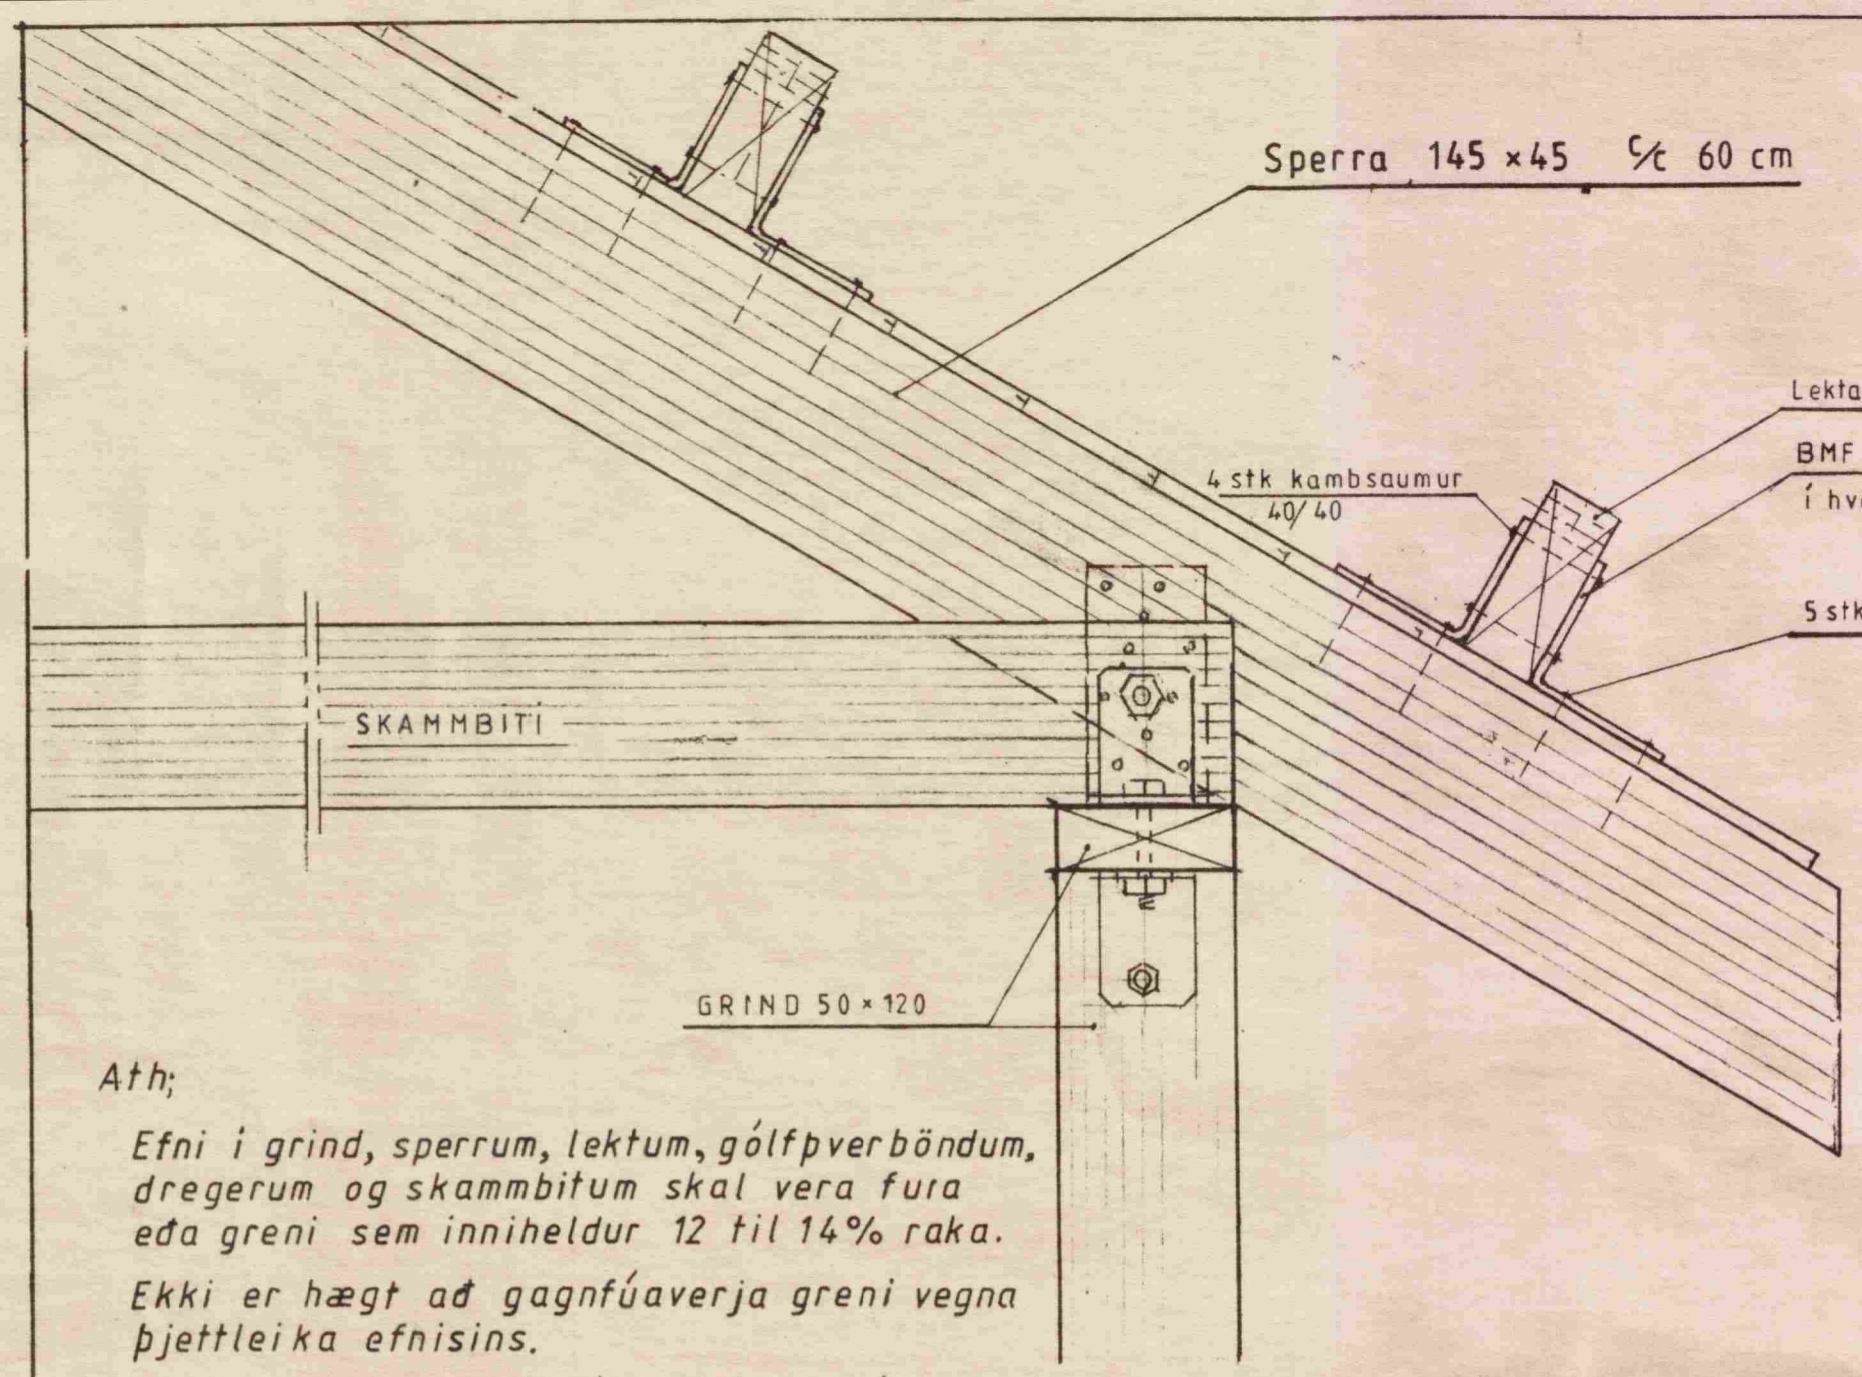 Sperra 145 × 45 c/c 60 cm
Lekta
BMF
í hv
4 stk kambsaumur
40/40
5 stk
SKAMMBITI
GRIND 50 × 120
Ath;
Efni í grind, sperrum, lektum, gólfþverböndum,
dregerum og skammbitum skal vera fura
eða greni sem inniheldur 12 til 14% raka.
Ekki er hægt að gagnfúaverja greni vegna
þjettleika efnisins.